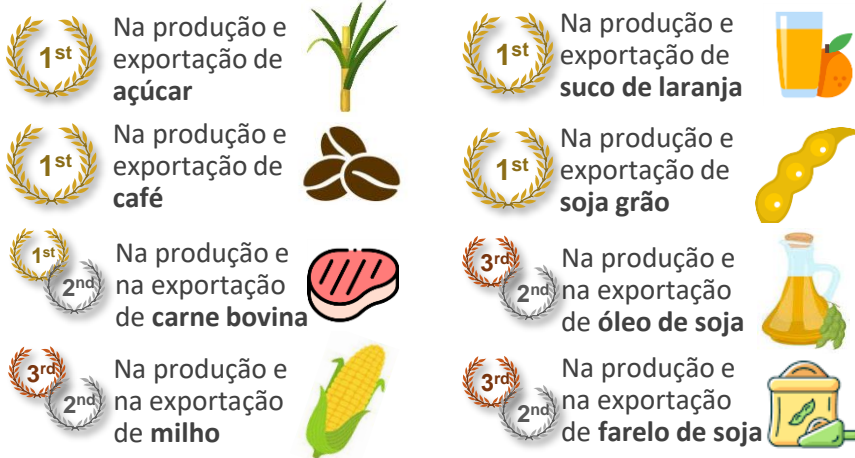 1st
Na produção e
exportação de
açúcar
1st
Na produção e
exportação de
suco de laranja
1st
Na produção e
exportação de
café
1st
Na produção e
exportação de
soja grão
1st
2nd
Na produção e
na exportação
de carne bovina
3rd
2nd
Na produção e
na exportação
de óleo de soja
3rd
2nd
Na produção e
na exportação
de milho
3rd
2nd
Na produção e
na exportação
de farelo de soja